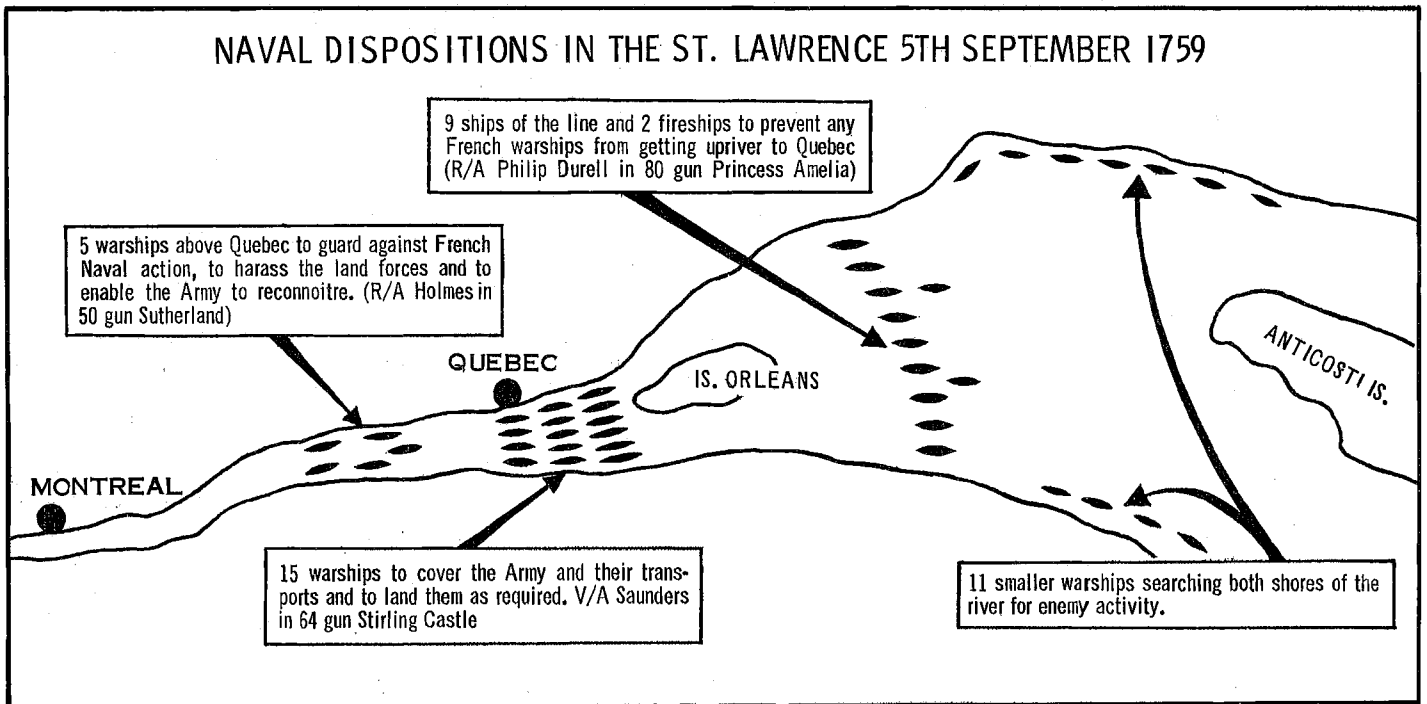 NAVAL DISPOSITIONS IN THE ST. LAWRENCE 5TH SEPTEMBER 1759
9 ships of the line and 2 fireships to prevent any
French warships from getting upriver to Quebec
(R/A Philip Durell in 80 gun Princess Amelia)
5 warships above Quebec to guard against French
Naval action, to harass the land forces and to
enable the Army to reconnoitre. (R/A Holmes in
50 gun Sutherland)
QUEBEC
IS. ORLEANS
ANTICOSTI IS.
MONTREAL
15 warships to cover the Army and their trans-
ports and to land them as required. V/A Saunders
in 64 gun Stirling Castle
11 smaller warships searching both shores of the
river for enemy activity.